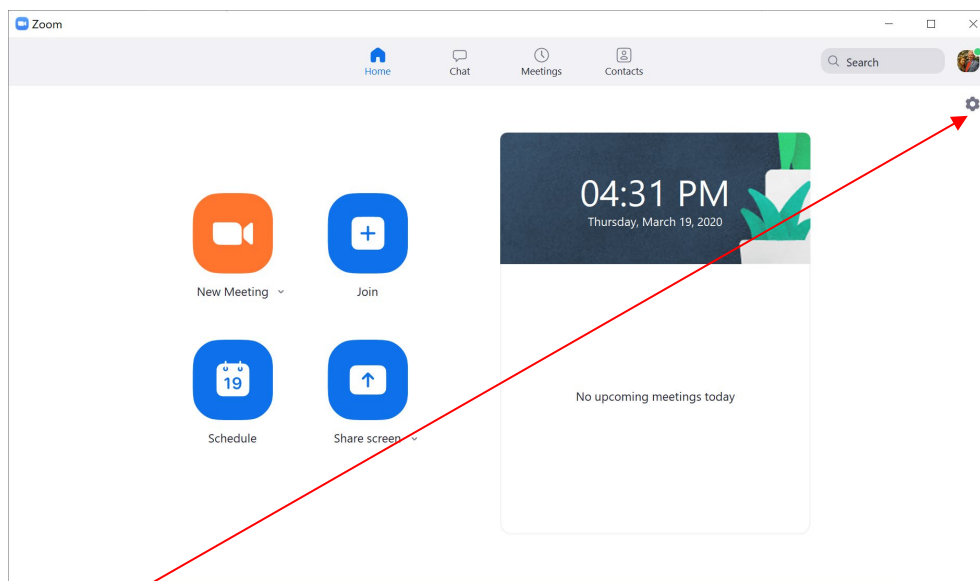 Zoom
Home
Chat
Meetings
Contacts
Search
04:31 PM
Thursday, March 19, 2020
New Meeting
Join
19
Schedule
Share screen
No upcoming meetings today